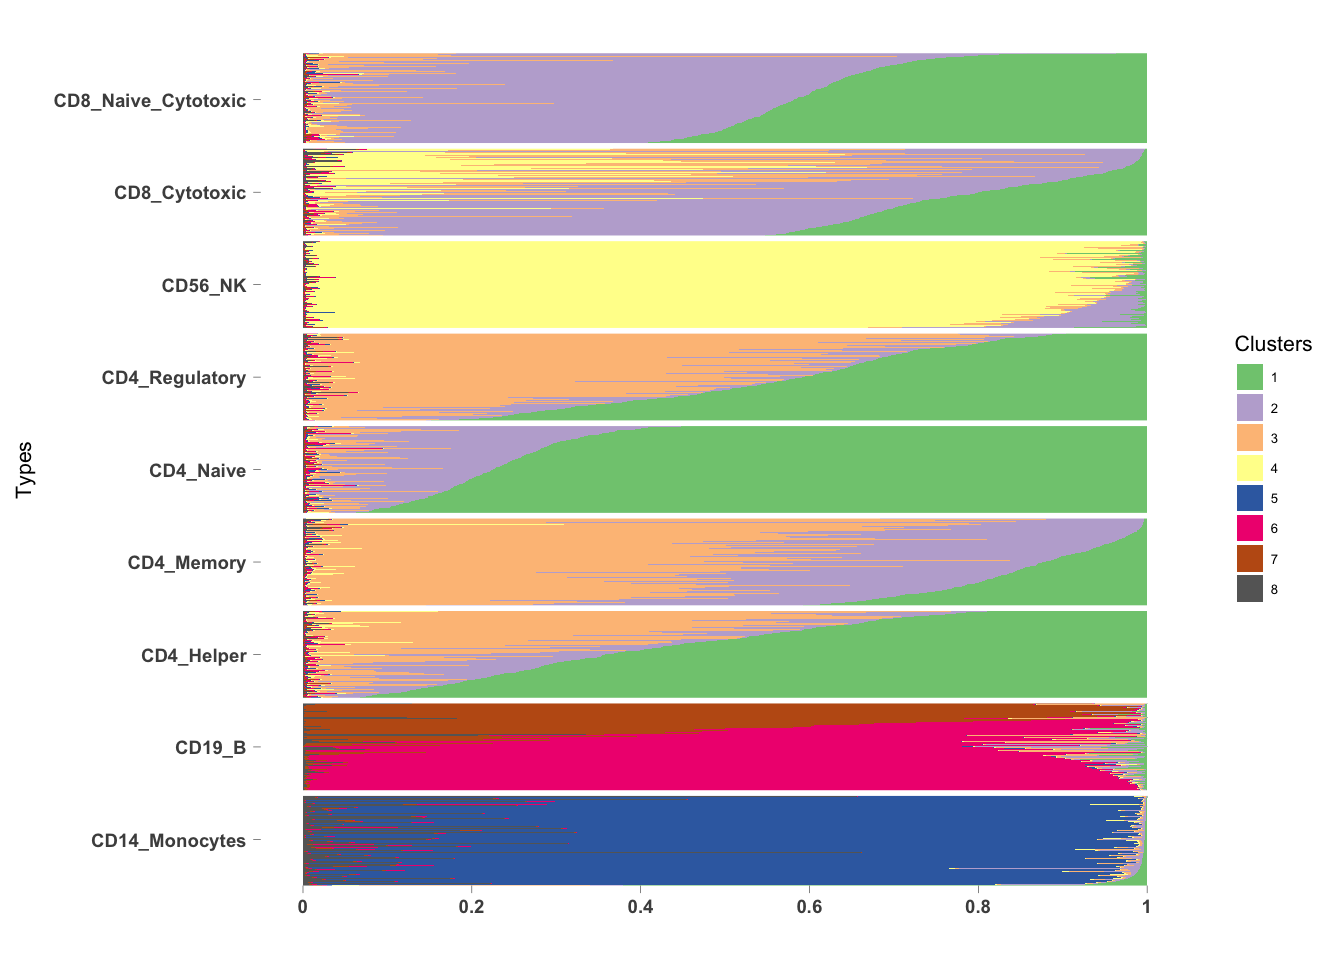 CD8_Naive_Cytotoxic
CD8_Cytotoxic
CD56_NK
CD4_Regulatory
CD4_Naive
CD4_Memory
CD4_Helper
CD19_B
CD14_Monocytes
Types
0 0.2 0.4 0.6 0.8 1
Clusters
1
2
3
4
5
6
7
8